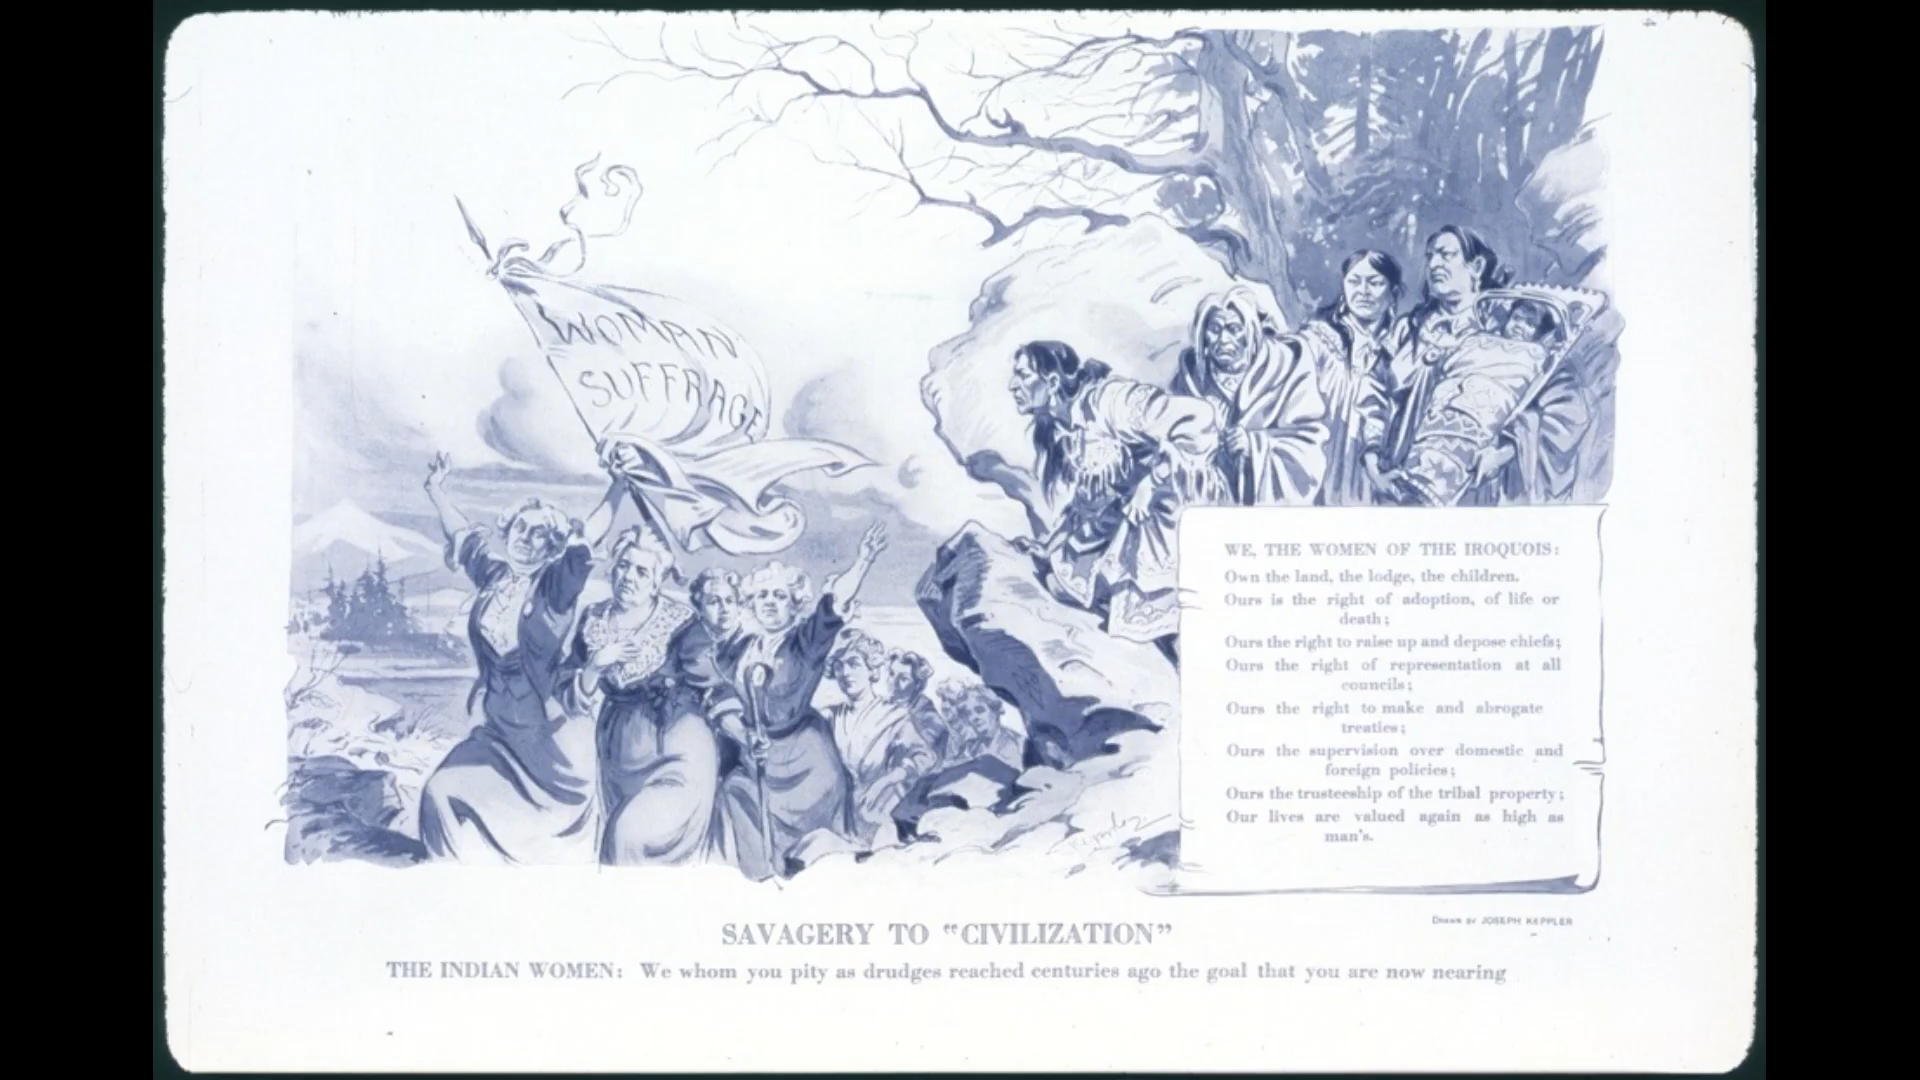 WOMAN
SUFFRAGE
WE, THE WOMEN OF THE IROQUOIS:
Own the land, the lodge, the children.
Ours is the right of adoption, of life or
death;
Ours the right to raise up and depose chiefs;
Ours the right of representation at all
councils;
Ours the right to make and abrogate
treaties;
Ours the supervision over domestic and
foreign policies;
Ours the trusteeship of the tribal property;
Our lives are valued again as high as
man's.
Keppler
DRAWN BY JOSEPH KEPPLER
SAVAGERY TO "CIVILIZATION"
THE INDIAN WOMEN: We whom you pity as drudges reached centuries ago the goal that you are now nearing